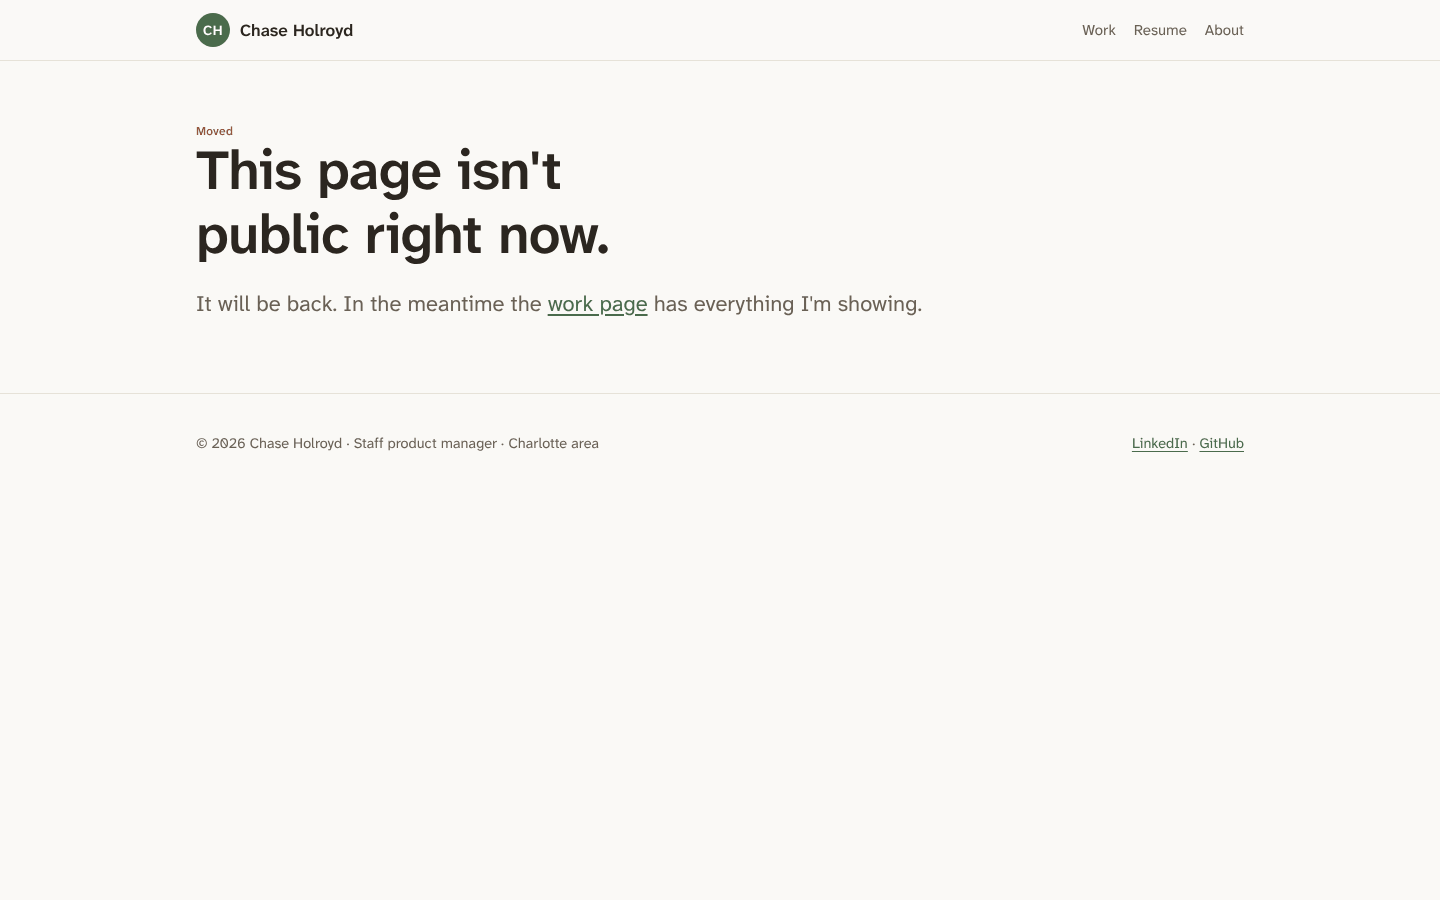 CH
Chase Holroyd
Work
Resume
About
Moved
This page isn't
public right now.
It will be back. In the meantime the work page has everything I'm showing.
© 2026 Chase Holroyd · Staff product manager · Charlotte area
LinkedIn · GitHub